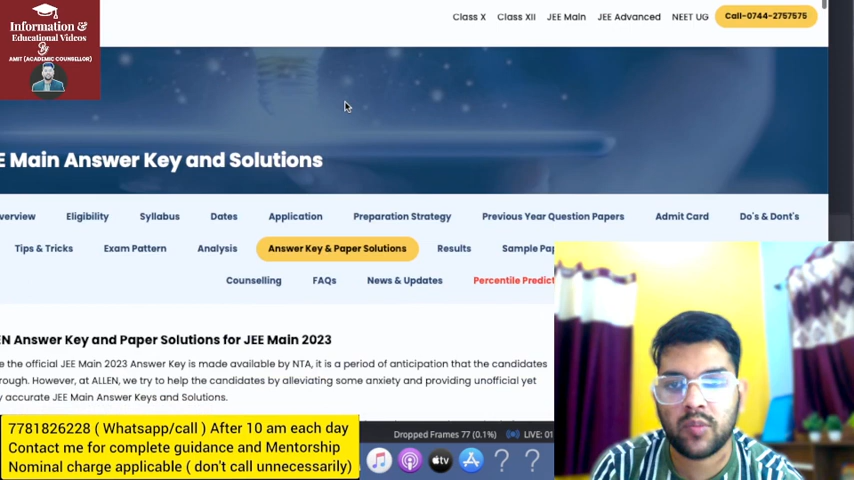 Information &
Educational Videos
By
AMIT (ACADEMIC COUNSELLOR)
Class X Class XII JEE Main JEE Advanced NEET UG Call-0744-2757575
E Main Answer Key and Solutions
verview Eligibility Syllabus Dates Application Preparation Strategy Previous Year Question Papers Admit Card Do's & Dont's
Tips & Tricks Exam Pattern Analysis Answer Key & Paper Solutions Results Sample Pap
Counselling FAQs News & Updates Percentile Predict
EN Answer Key and Paper Solutions for JEE Main 2023
e the official JEE Main 2023 Answer Key is made available by NTA, it is a period of anticipation that the candidates
rough. However, at ALLEN, we try to help the candidates by alleviating some anxiety and providing unofficial yet
y accurate JEE Main Answer Keys and Solutions.
7781826228 ( Whatsapp/call ) After 10 am each day
Contact me for complete guidance and Mentorship
Nominal charge applicable ( don't call unnecessarily)
Dropped Frames 77 (0.1%) LIVE: 01
tv